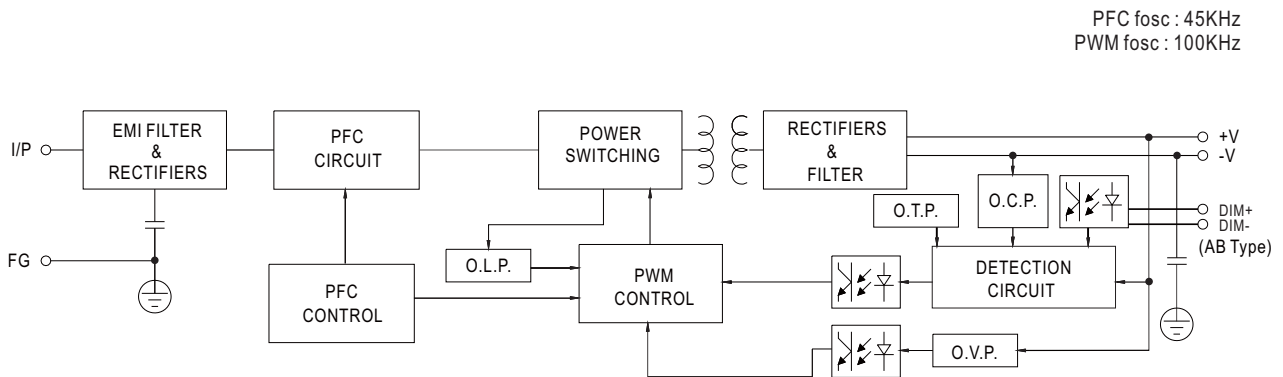 PFC fosc : 45KHz
PWM fosc : 100KHz
I/P
EMI FILTER
&
RECTIFIERS
PFC
CIRCUIT
POWER
SWITCHING
RECTIFIERS
&
FILTER
+V
-V
O.T.P.
O.C.P.
DIM+
DIM-
(AB Type)
FG
O.L.P.
PFC
CONTROL
PWM
CONTROL
DETECTION
CIRCUIT
O.V.P.